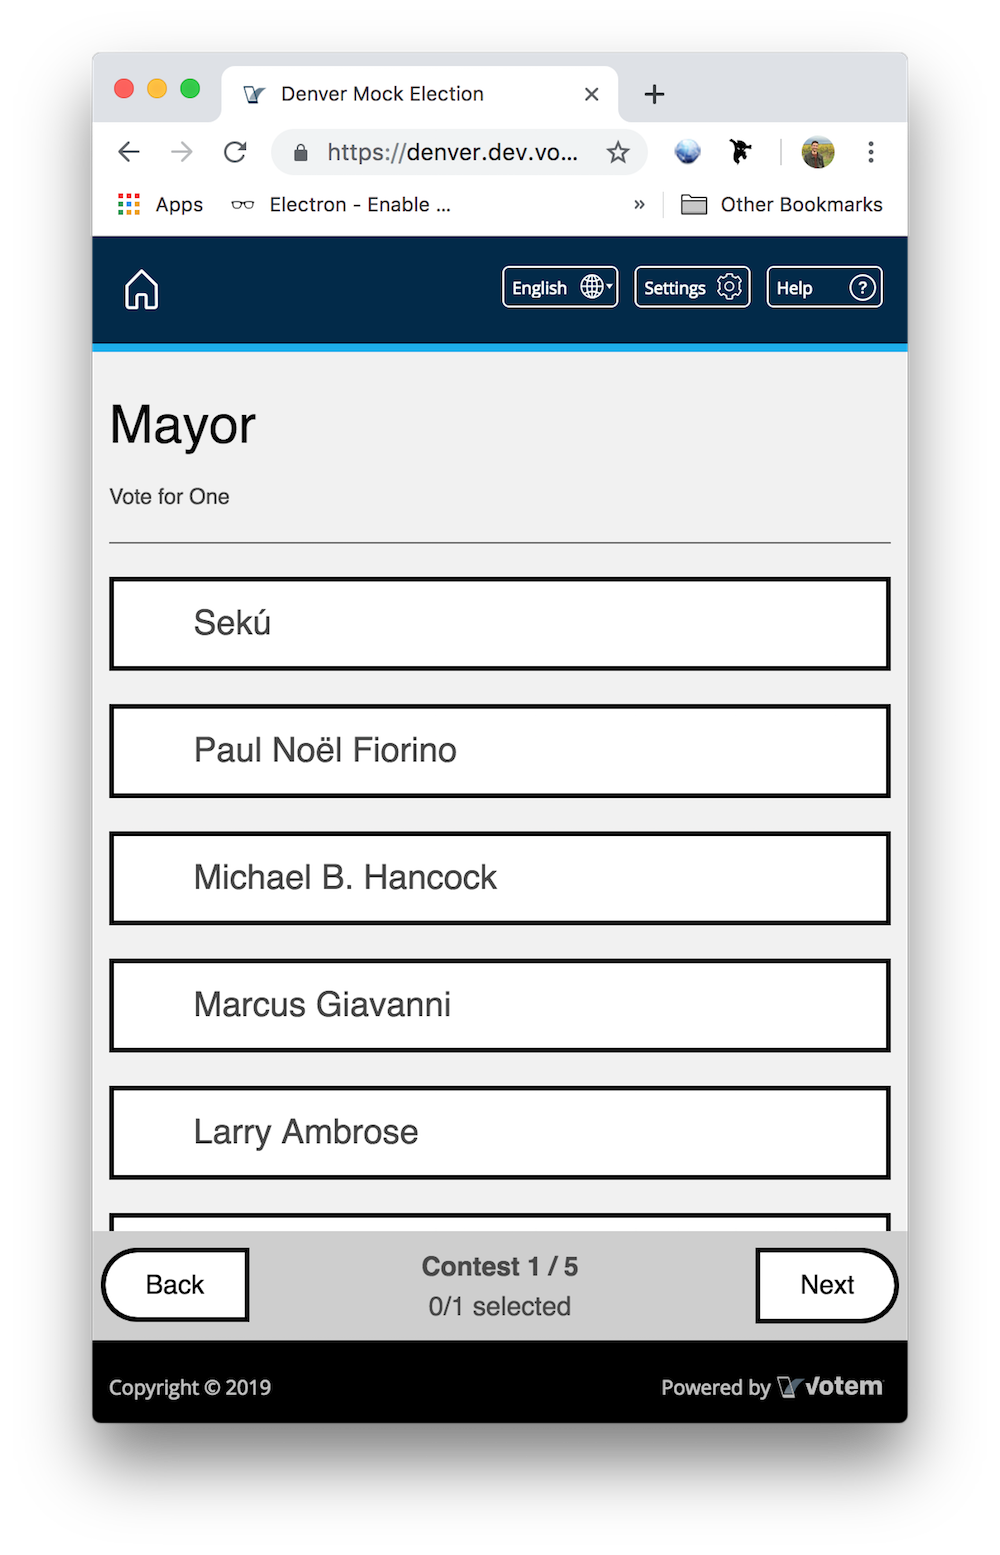 Denver Mock Election
https://denver.dev.vo...
Apps Electron - Enable ... » Other Bookmarks
English Settings Help ?
Mayor
Vote for One
Sekú
Paul Noël Fiorino
Michael B. Hancock
Marcus Giavanni
Larry Ambrose
Back Contest 1 / 5 Next
0/1 selected
Copyright © 2019 Powered by Votem